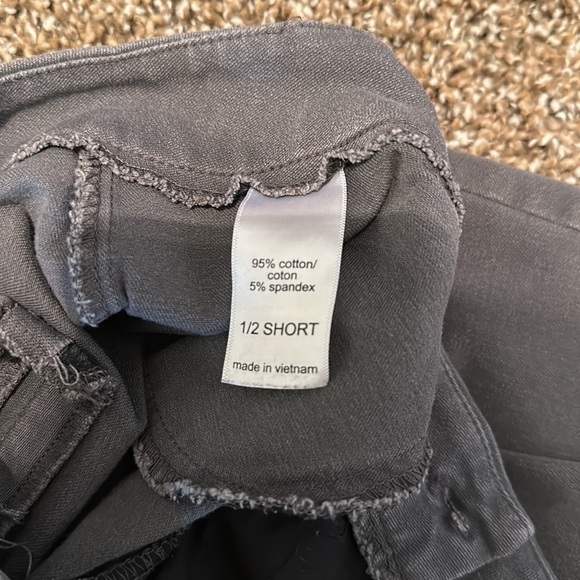 95% cotton/
coton
5% spandex
1/2 SHORT
made in vietnam